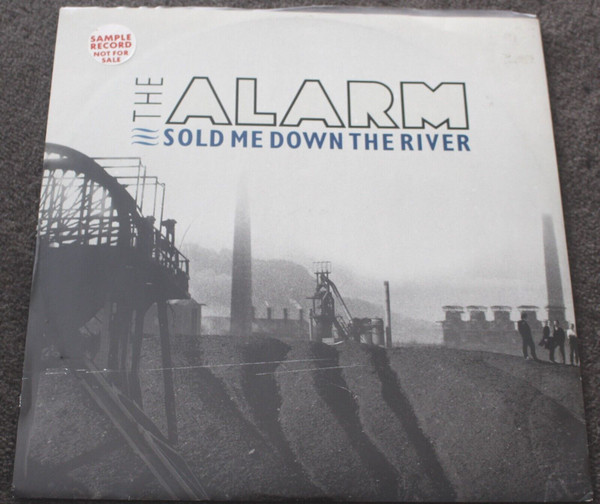 SAMPLE
RECORD
NOT FOR
SALE
THE
ALARM
SOLD ME DOWN THE RIVER